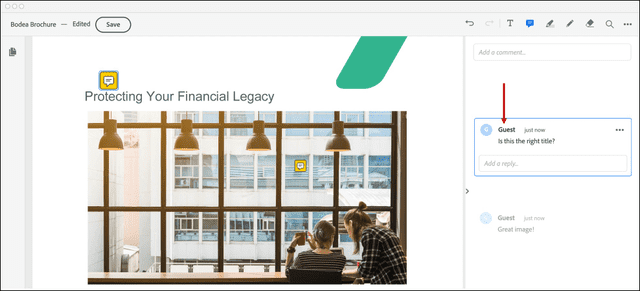 Bodea Brochure — Edited
Save
T
Add a comment...
Protecting Your Financial Legacy
G Guest just now
Is this the right title?
Add a reply..
G Guest just now
Great image!